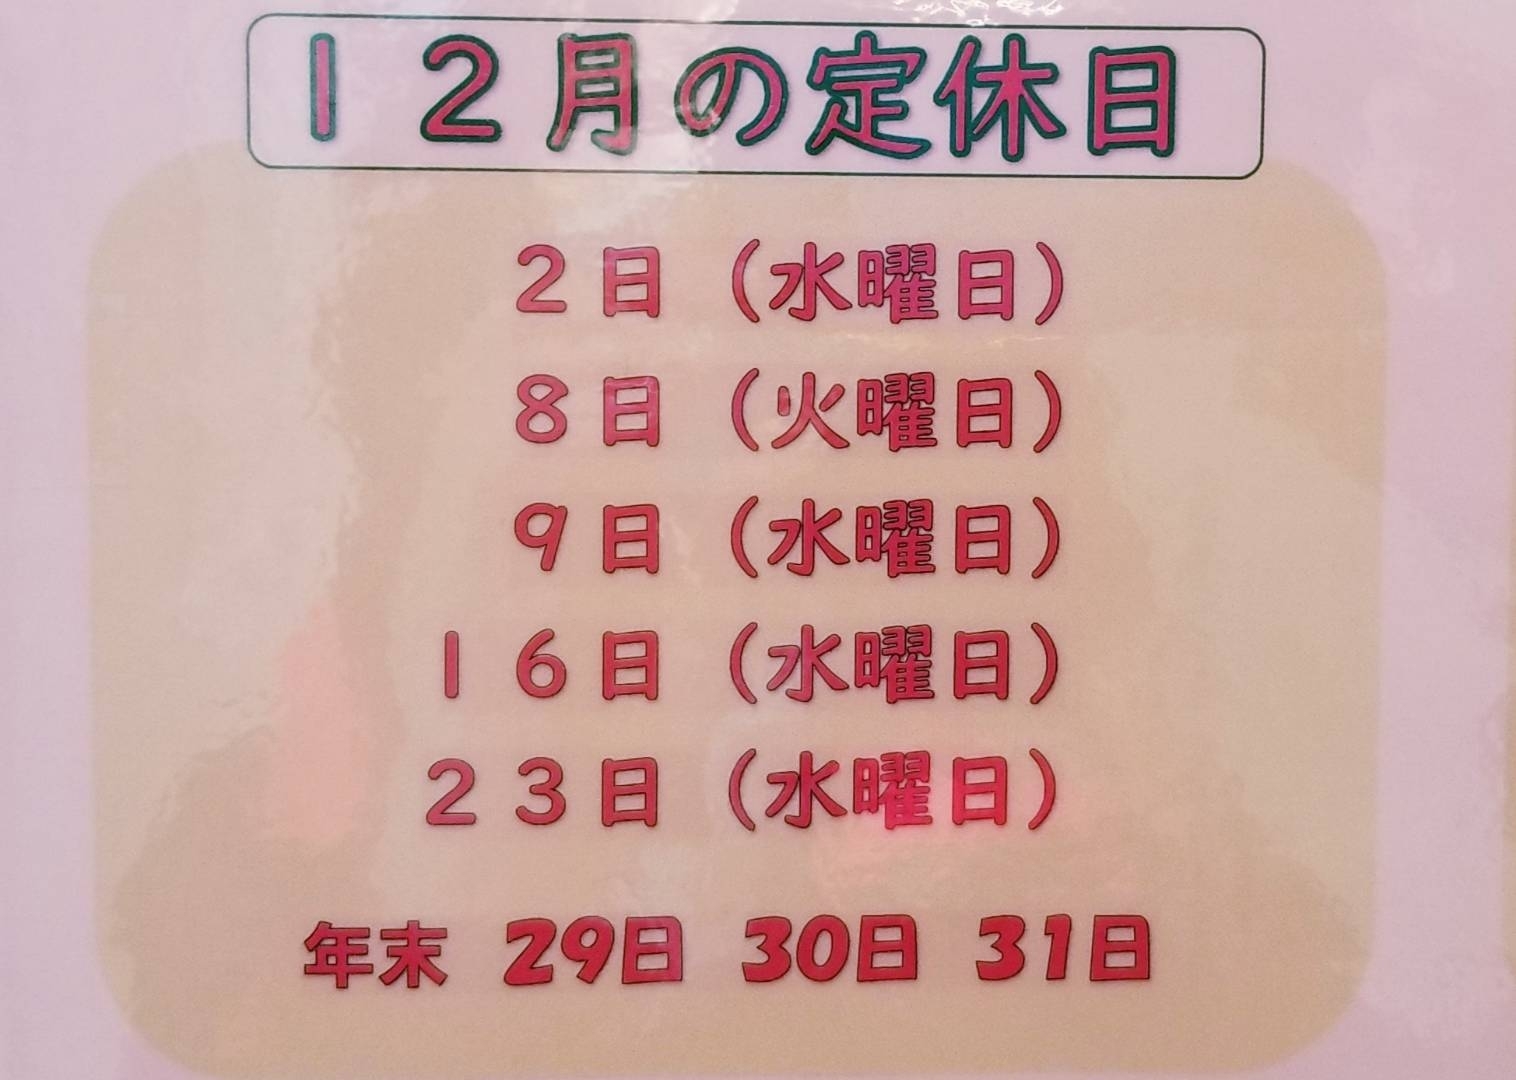 １２月の定休日
２日（水曜日）
８日（火曜日）
９日（水曜日）
１６日（水曜日）
２３日（水曜日）
年末 29日 30日 31日